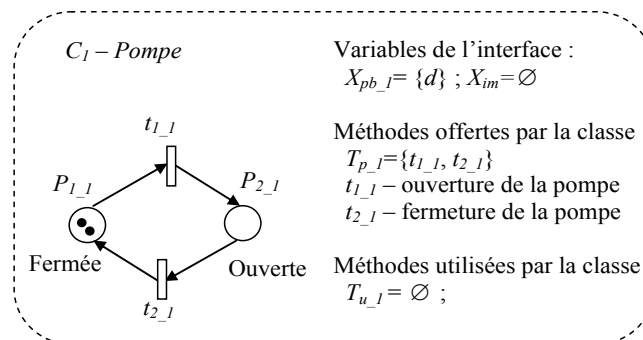 C1 – Pompe
t1_1
P1_1
P2_1
Fermée
Ouverte
t2_1
Variables de l'interface :
Xpb_1= {d} ; Xim=∅
Méthodes offertes par la classe
Tp_1={t1_1, t2_1}
t1_1 – ouverture de la pompe
t2_1 – fermeture de la pompe
Méthodes utilisées par la classe
Tu_1= ∅ ;